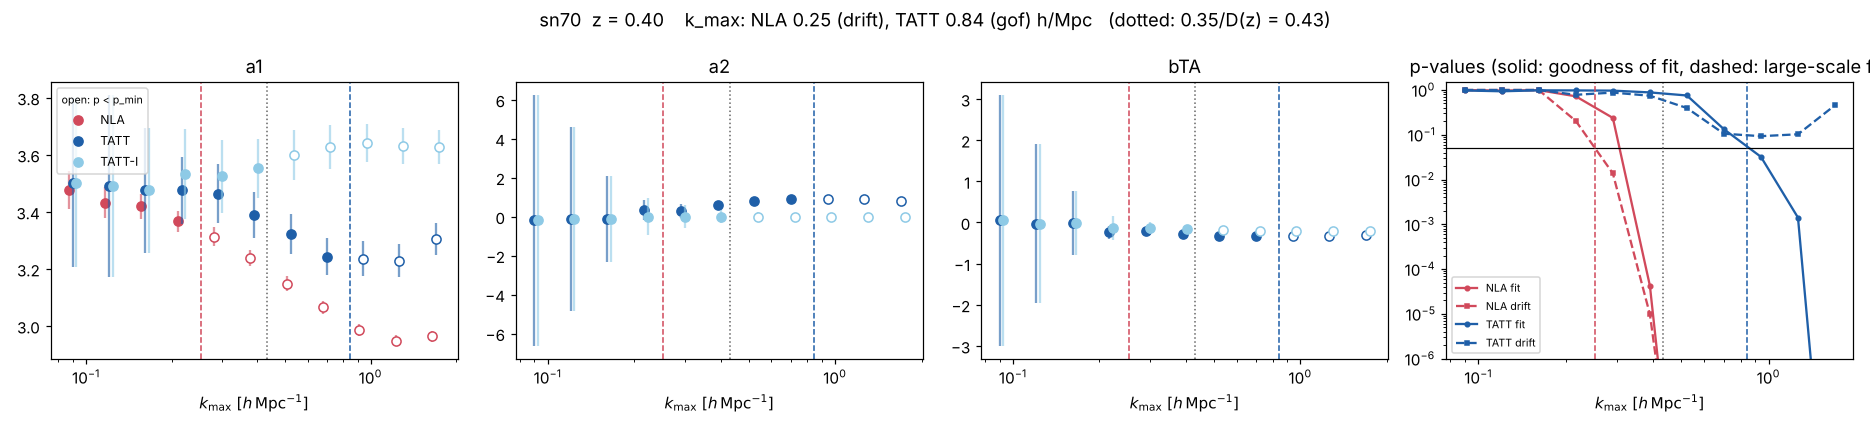 sn70 z = 0.40 k_max: NLA 0.25 (drift), TATT 0.84 (gof) h/Mpc (dotted: 0.35/D(z) = 0.43)
a1
3.8
3.6
3.4
3.2
3.0
open: p < p_min
NLA
TATT
TATT-I
10⁻¹
10⁰
k_max [h Mpc⁻¹]
a2
6
4
2
0
−2
−4
−6
10⁻¹
10⁰
k_max [h Mpc⁻¹]
bTA
3
2
1
0
−1
−2
−3
10⁻¹
10⁰
k_max [h Mpc⁻¹]
p-values (solid: goodness of fit, dashed: large-scale f
10⁰
10⁻¹
10⁻²
10⁻³
10⁻⁴
10⁻⁵
10⁻⁶
NLA fit
NLA drift
TATT fit
TATT drift
10⁻¹
10⁰
k_max [h Mpc⁻¹]